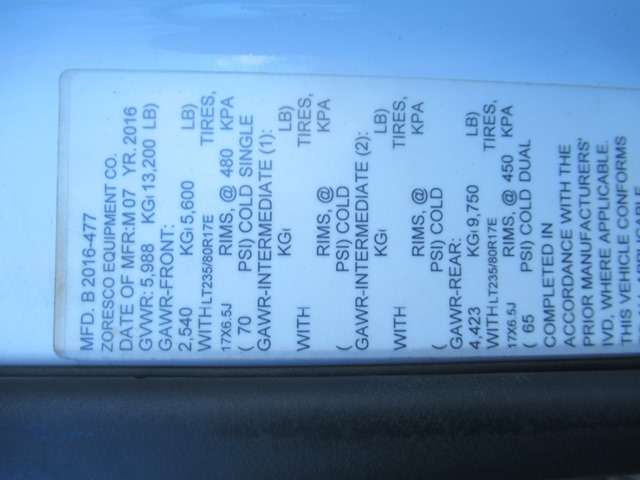 MFD. B 2016-477
ZORESCO EQUIPMENT CO.
DATE OF MFR:M 07 YR. 2016
GVWR: 5,988 KG( 13,200 LB)
GAWR-FRONT:
2,540 KG( 5,600 LB)
WITH LT235/80R17E TIRES,
17X6.5J RIMS, @ 480 KPA
( 70 PSI) COLD SINGLE
GAWR-INTERMEDIATE (1):
KG( LB)
WITH TIRES,
RIMS, @ KPA
( PSI) COLD
GAWR-INTERMEDIATE (2):
KG( LB)
WITH TIRES,
RIMS, @ KPA
( PSI) COLD
GAWR-REAR:
4,423 KG( 9,750 LB)
WITH LT235/80R17E TIRES,
17X6.5J RIMS, @ 450 KPA
( 65 PSI) COLD DUAL
COMPLETED IN
ACCORDANCE WITH THE
PRIOR MANUFACTURERS'
IVD, WHERE APPLICABLE.
THIS VEHICLE CONFORMS